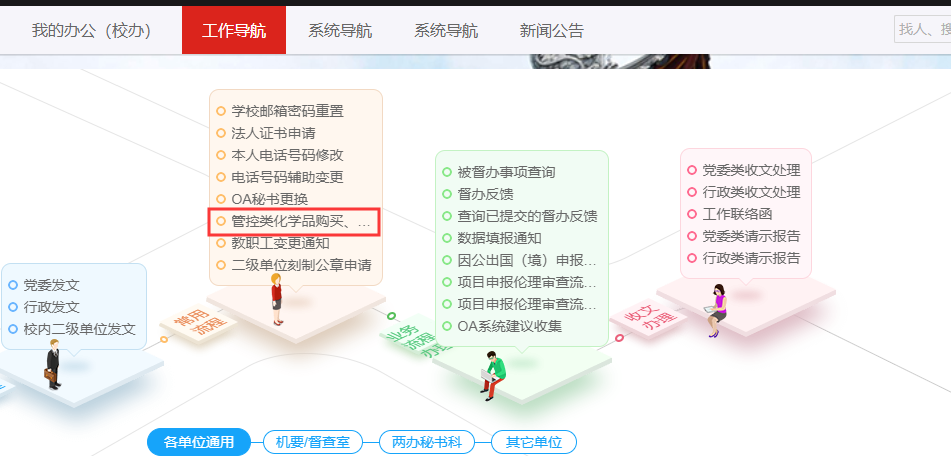 我的办公（校办）
工作导航
系统导航
系统导航
新闻公告
找人、搜
学校邮箱密码重置
法人证书申请
本人电话号码修改
电话号码辅助变更
OA秘书更换
管控类化学品购买、...
教职工变更通知
二级单位刻制公章申请
被督办事项查询
督办反馈
查询已提交的督办反馈
数据填报通知
因公出国（境）申报...
项目申报伦理审查流...
项目申报伦理审查流...
OA系统建议收集
党委类收文处理
行政类收文处理
工作联络函
党委类请示报告
行政类请示报告
党委发文
行政发文
校内二级单位发文
常用
流程
业务
流程
办理
收文
办理
各单位通用
机要/督查室
两办秘书科
其它单位